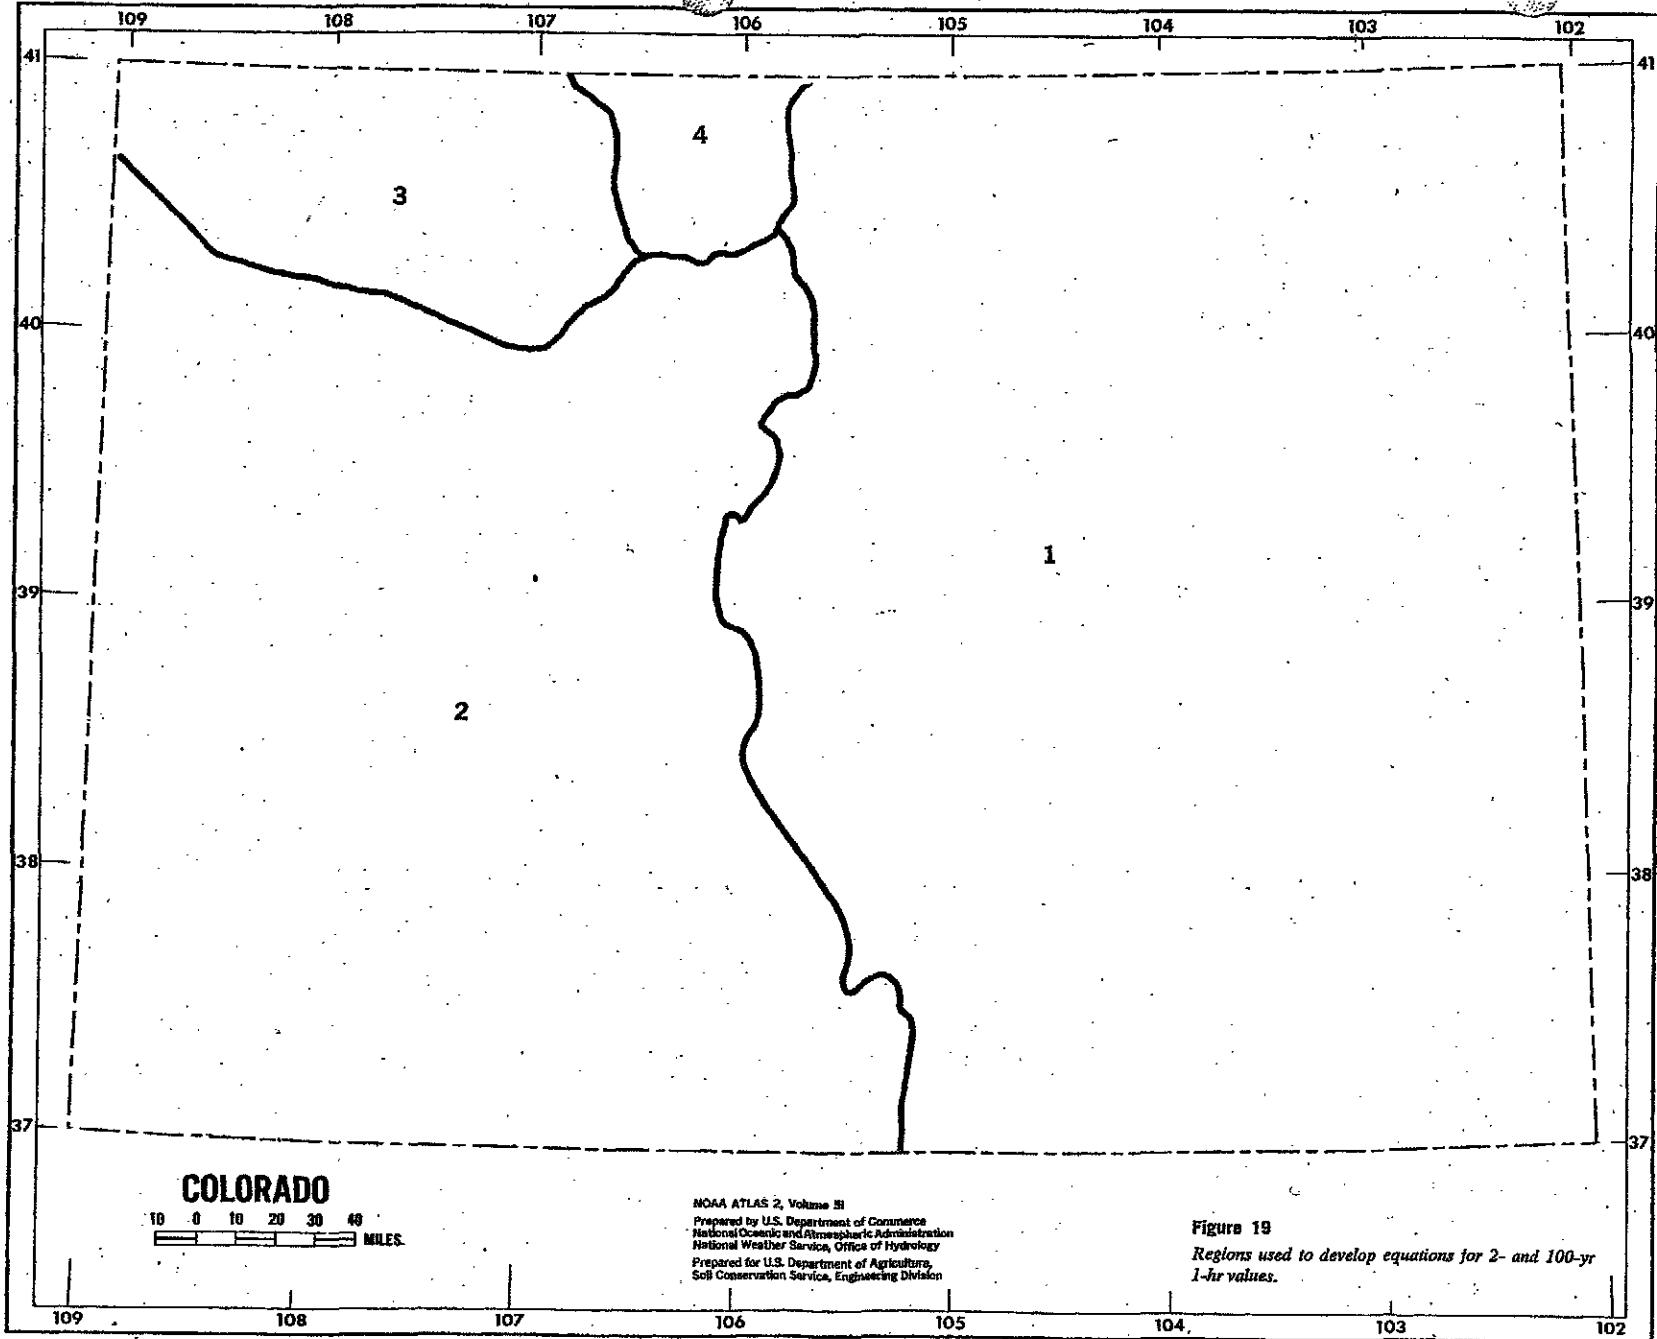 109 108 107 106 105 104 103 102
41 41
4
3
40 40
1
39 39
2
38 38
37 37
COLORADO
10 0 10 20 30 40
MILES
NOAA ATLAS 2, Volume III
Prepared by U.S. Department of Commerce
National Oceanic and Atmospheric Administration
National Weather Service, Office of Hydrology
Prepared for U.S. Department of Agriculture,
Soil Conservation Service, Engineering Division
Figure 19
Regions used to develop equations for 2- and 100-yr
1-hr values.
109 108 107 106 105 104 103 102